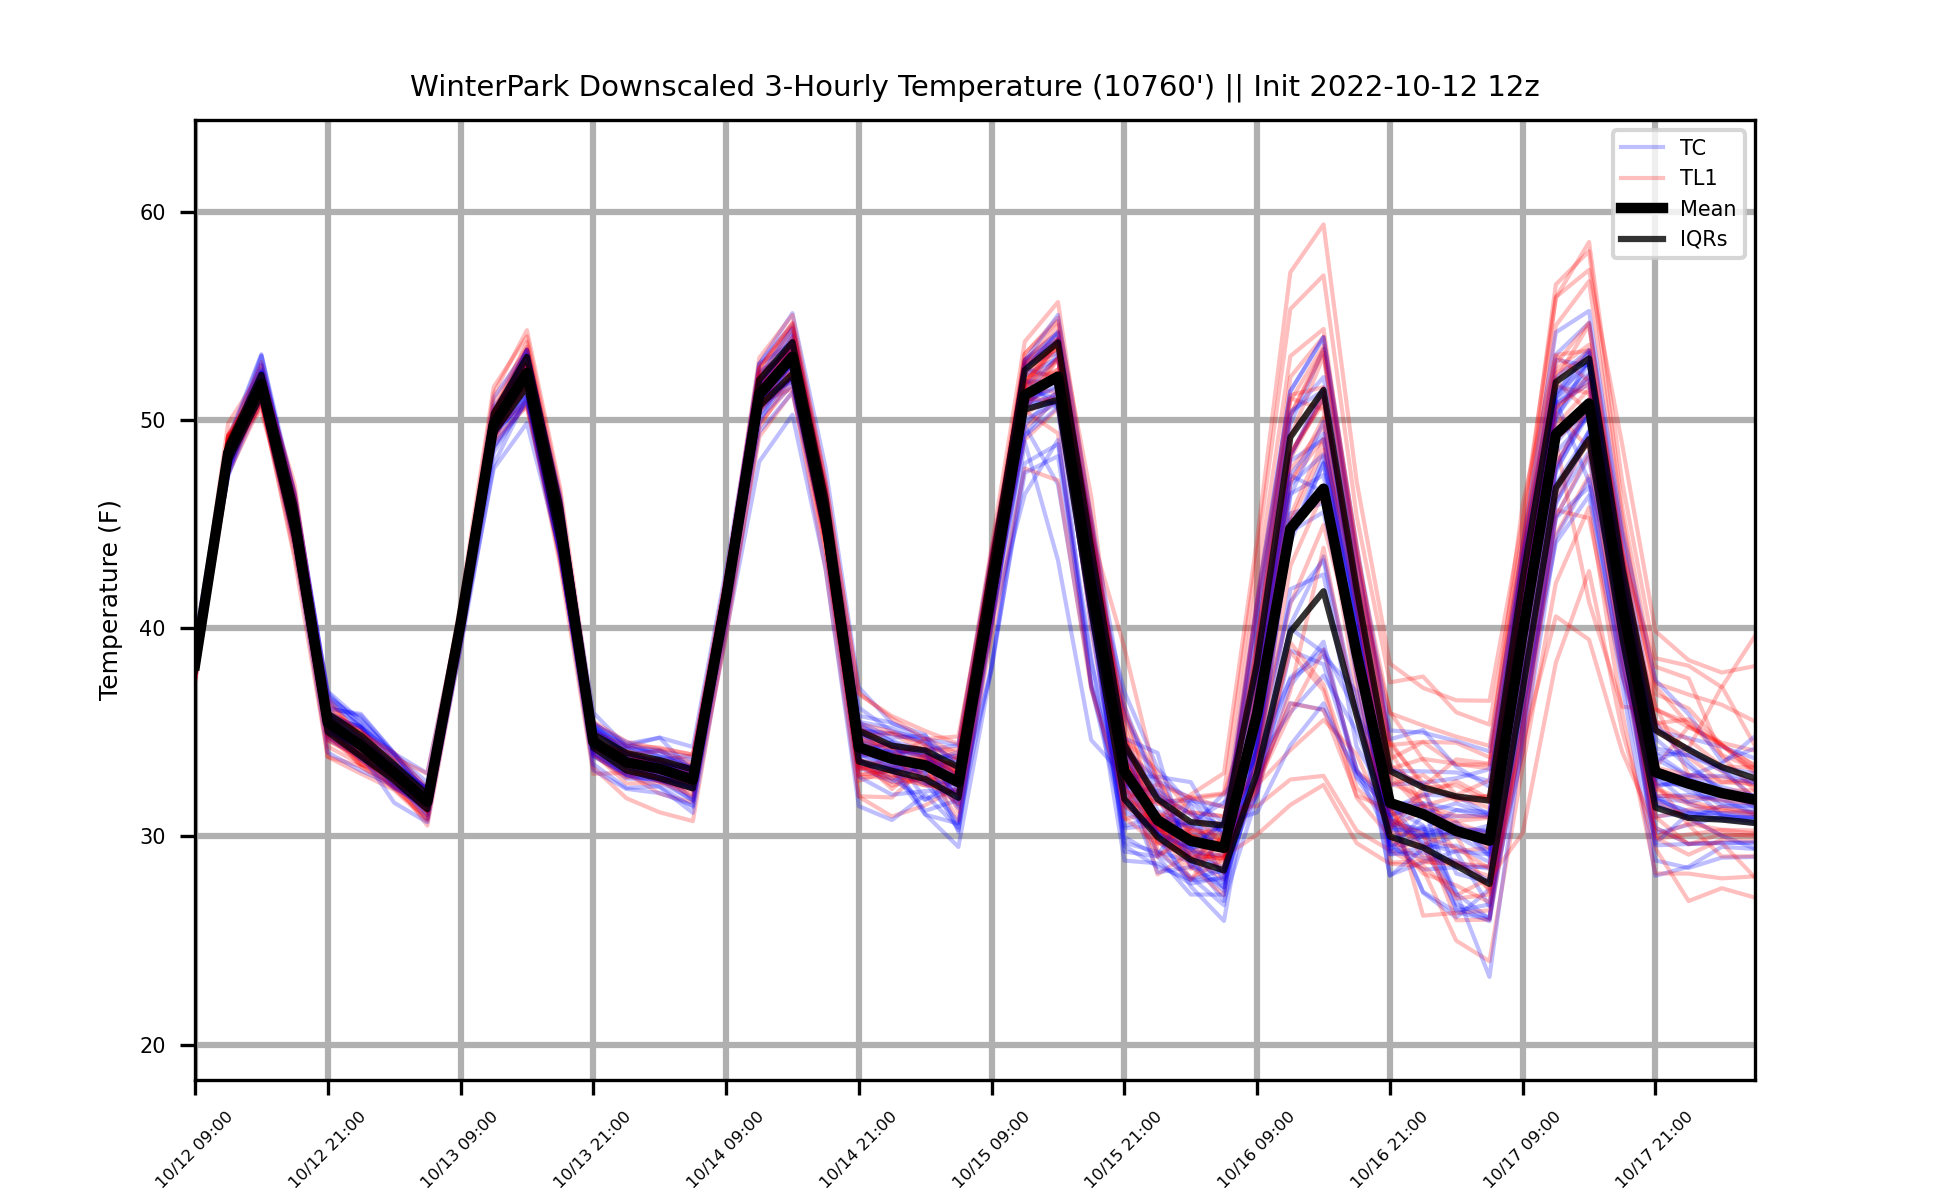 WinterPark Downscaled 3-Hourly Temperature (10760') || Init 2022-10-12 12z
TC
TL1
Mean
IQRs
Temperature (F)
60
50
40
30
20
10/12 09:00
10/12 21:00
10/13 09:00
10/13 21:00
10/14 09:00
10/14 21:00
10/15 09:00
10/15 21:00
10/16 09:00
10/16 21:00
10/17 09:00
10/17 21:00